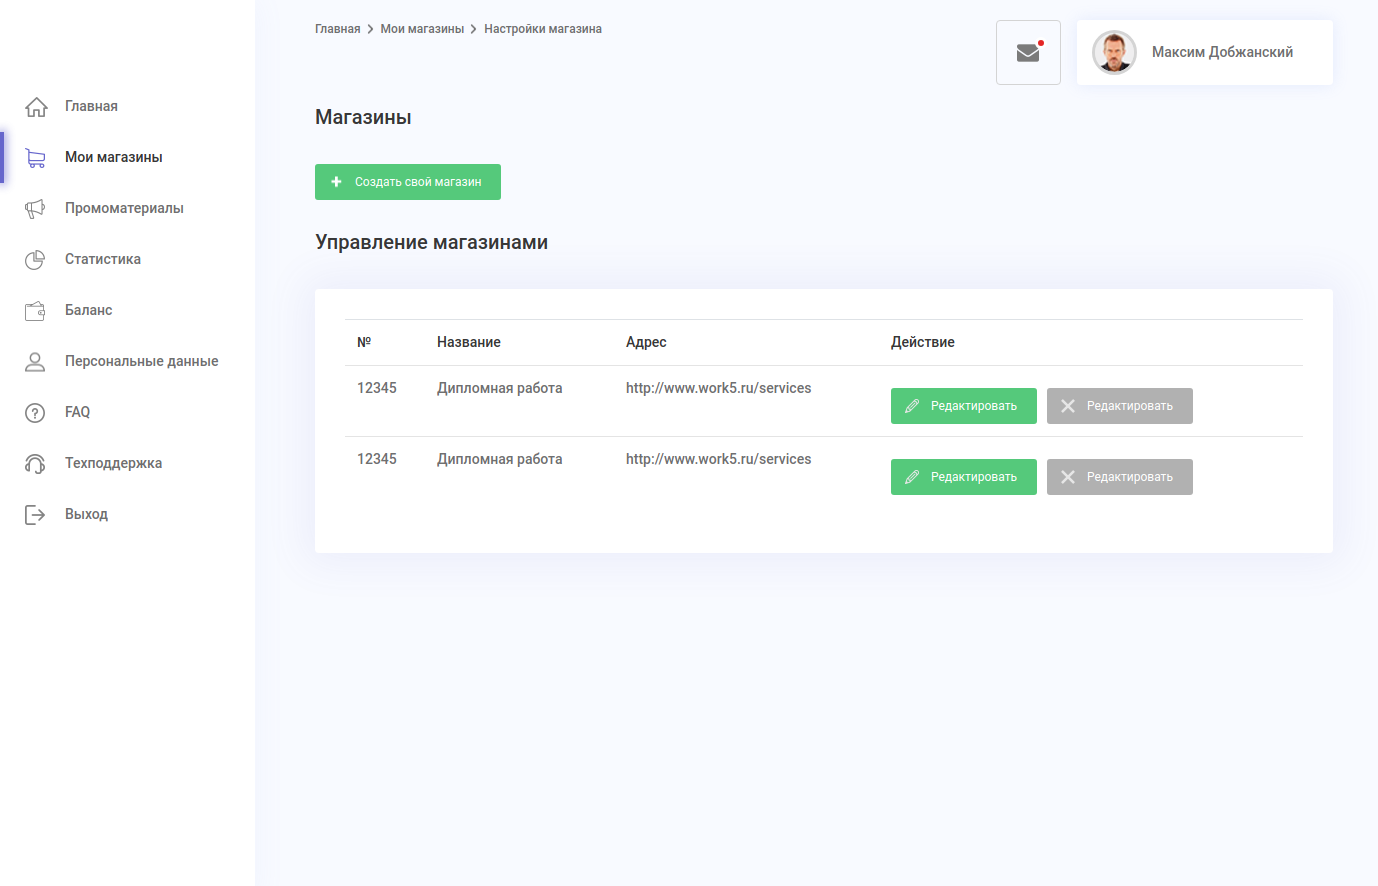 Главная > Мои магазины > Настройки магазина
Максим Добжанский
Главная
Мои магазины
Промоматериалы
Статистика
Баланс
Персональные данные
FAQ
Техподдержка
Выход
Магазины
Создать свой магазин
Управление магазинами
№ Название Адрес Действие
12345 Дипломная работа http://www.work5.ru/services Редактировать Редактировать
12345 Дипломная работа http://www.work5.ru/services Редактировать Редактировать